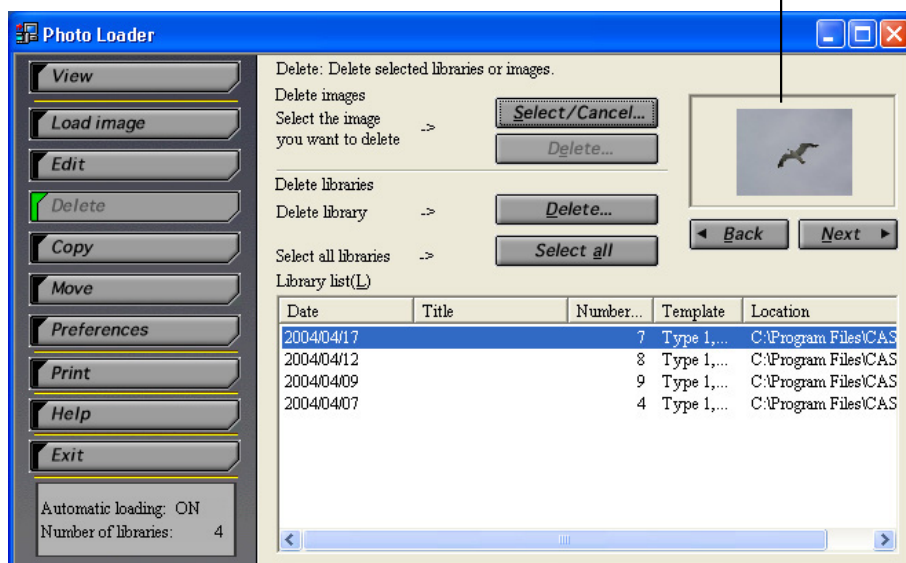 Photo Loader
View
Load image
Edit
Delete
Copy
Move
Preferences
Print
Help
Exit
Automatic loading: ON
Number of libraries: 4
Delete: Delete selected libraries or images.
Delete images
Select the image
you want to delete -> Select/Cancel...
Delete...
Delete libraries
Delete library -> Delete...
Select all libraries -> Select all
Back Next
Library list(L)
Date Title Number... Template Location
2004/04/17 7 Type 1,... C:\Program Files\CAS
2004/04/12 8 Type 1,... C:\Program Files\CAS
2004/04/09 9 Type 1,... C:\Program Files\CAS
2004/04/07 4 Type 1,... C:\Program Files\CAS